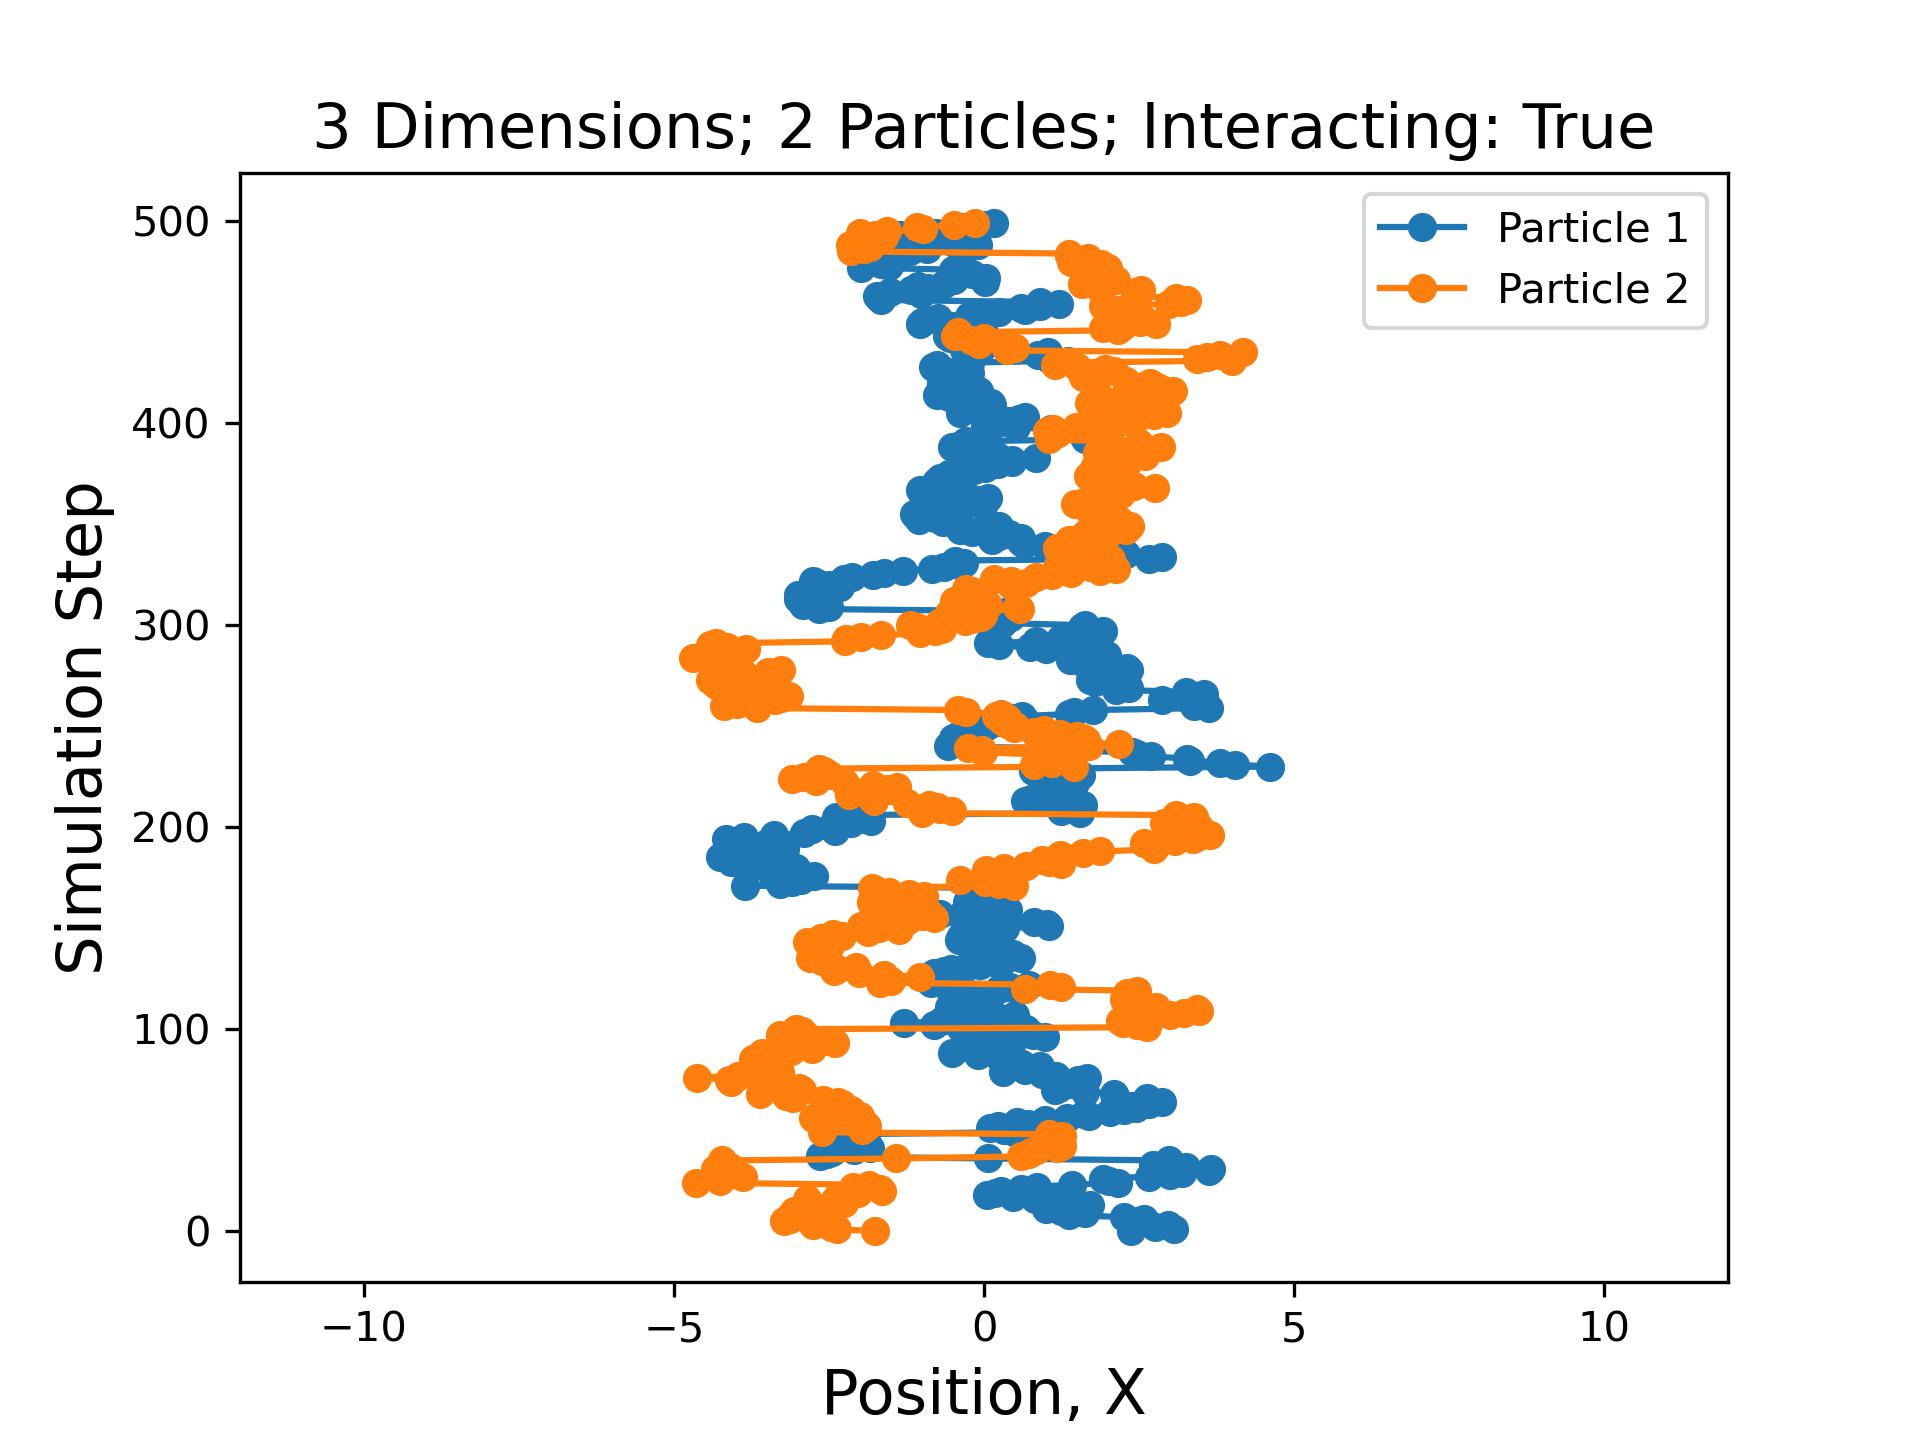 3 Dimensions; 2 Particles; Interacting: True
Particle 1
Particle 2
Simulation Step
500
400
300
200
100
0
−10
−5
0
5
10
Position, X